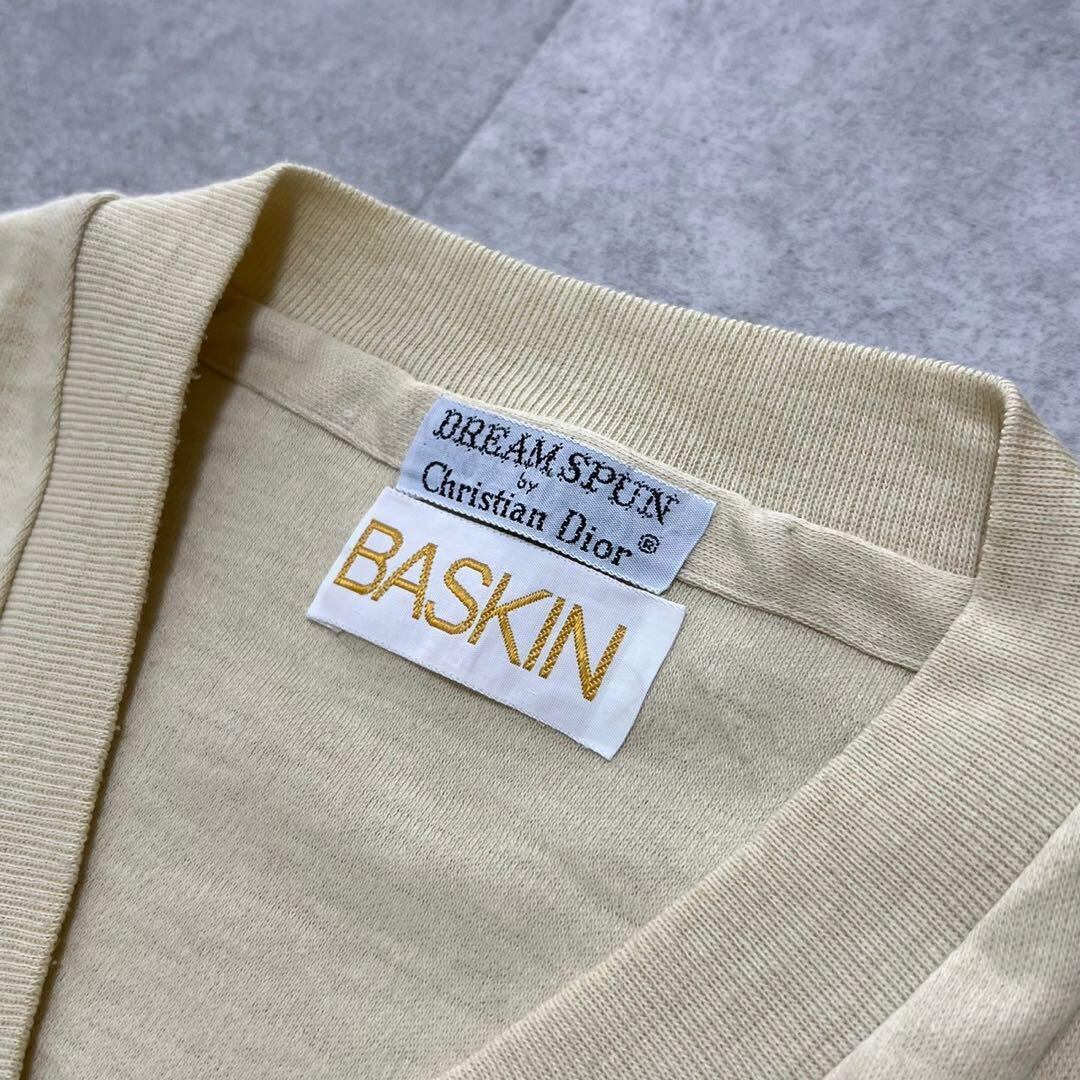 DREAM SPUN
by
Christian Dior®
BASKIN